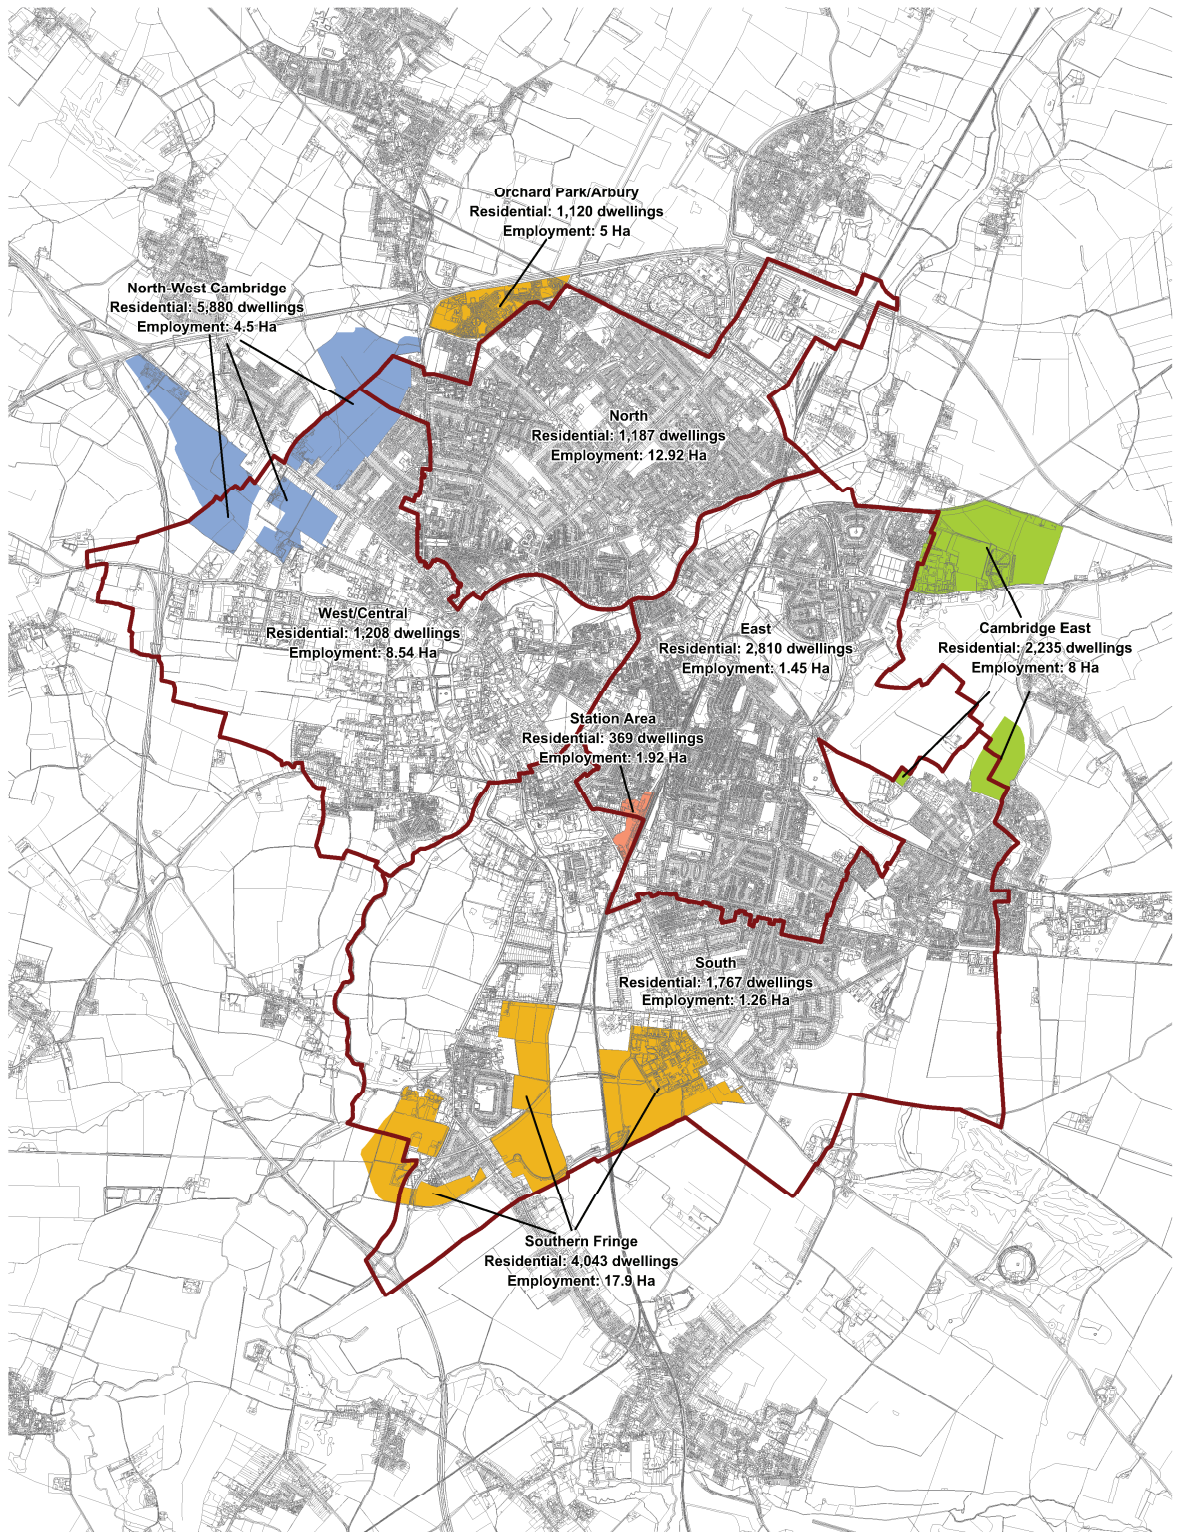 Orchard Park/Arbury
Residential: 1,120 dwellings
Employment: 5 Ha
North-West Cambridge
Residential: 5,880 dwellings
Employment: 4.5 Ha
North
Residential: 1,187 dwellings
Employment: 12.92 Ha
West/Central
Residential: 1,208 dwellings
Employment: 8.54 Ha
East
Residential: 2,810 dwellings
Employment: 1.45 Ha
Cambridge East
Residential: 2,235 dwellings
Employment: 8 Ha
Station Area
Residential: 369 dwellings
Employment: 1.92 Ha
South
Residential: 1,767 dwellings
Employment: 1.26 Ha
Southern Fringe
Residential: 4,043 dwellings
Employment: 17.9 Ha